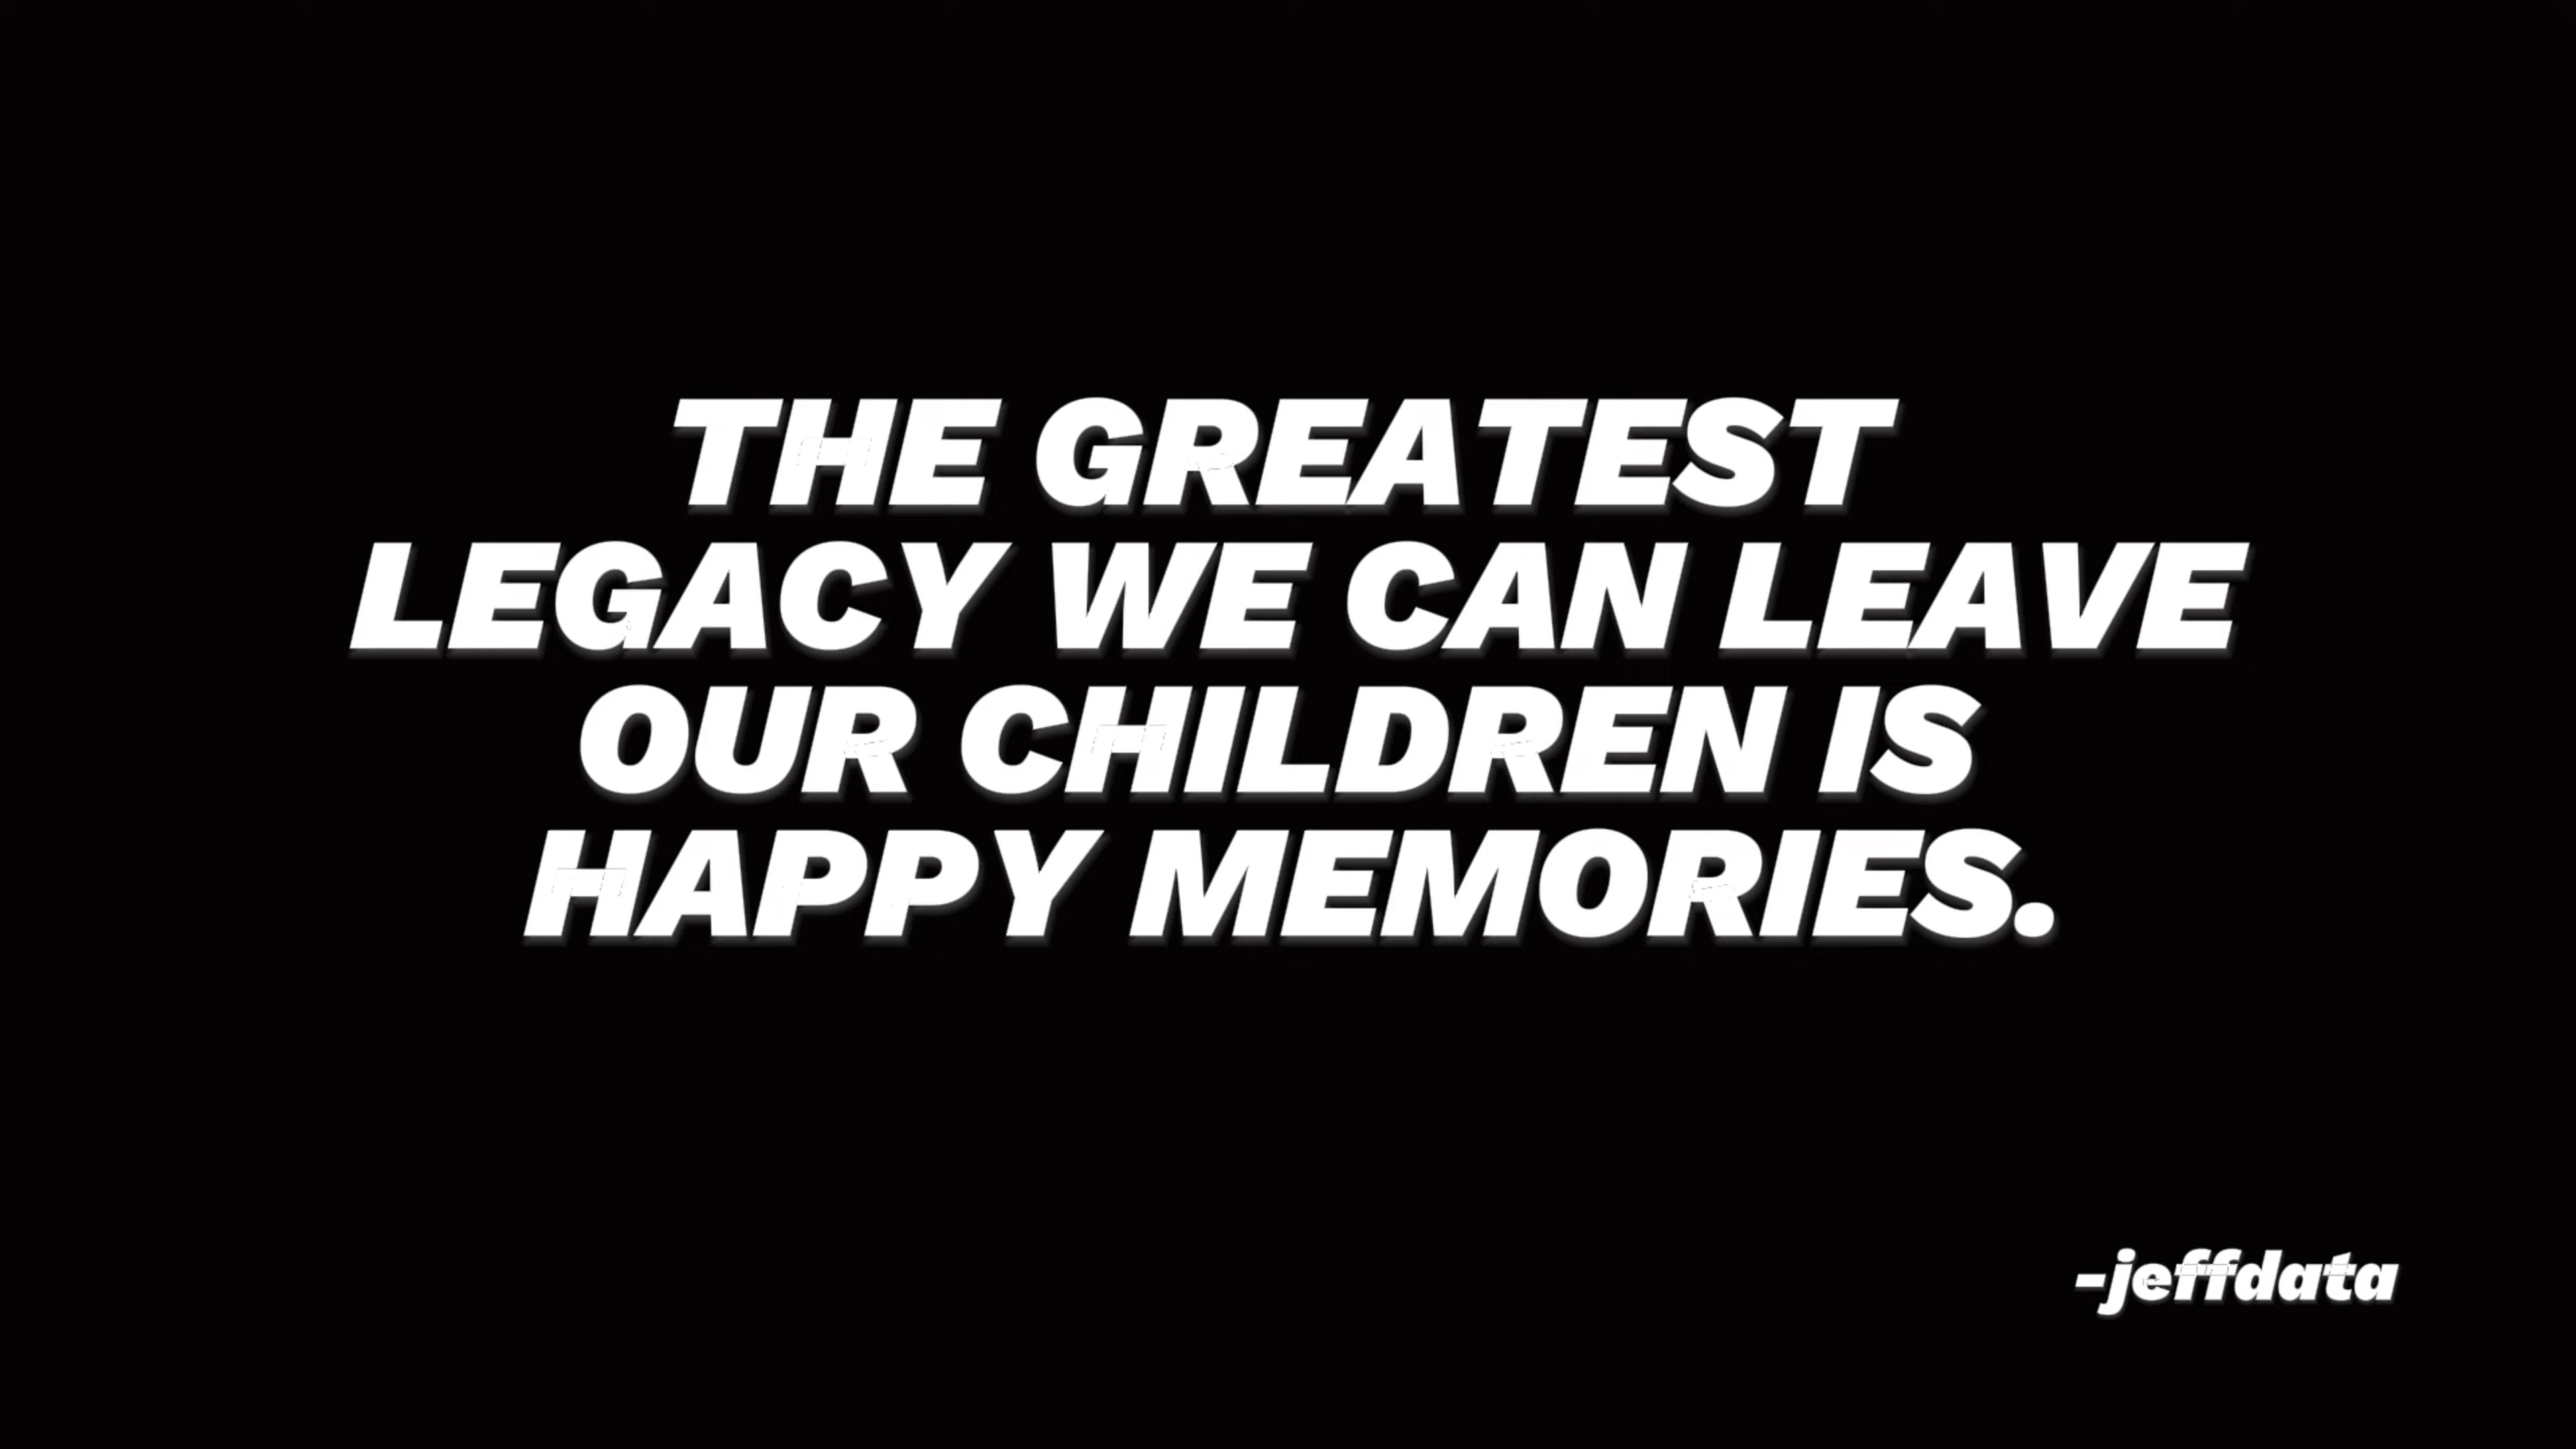 THE GREATEST
LEGACY WE CAN LEAVE
OUR CHILDREN IS
HAPPY MEMORIES.
-jeffdata